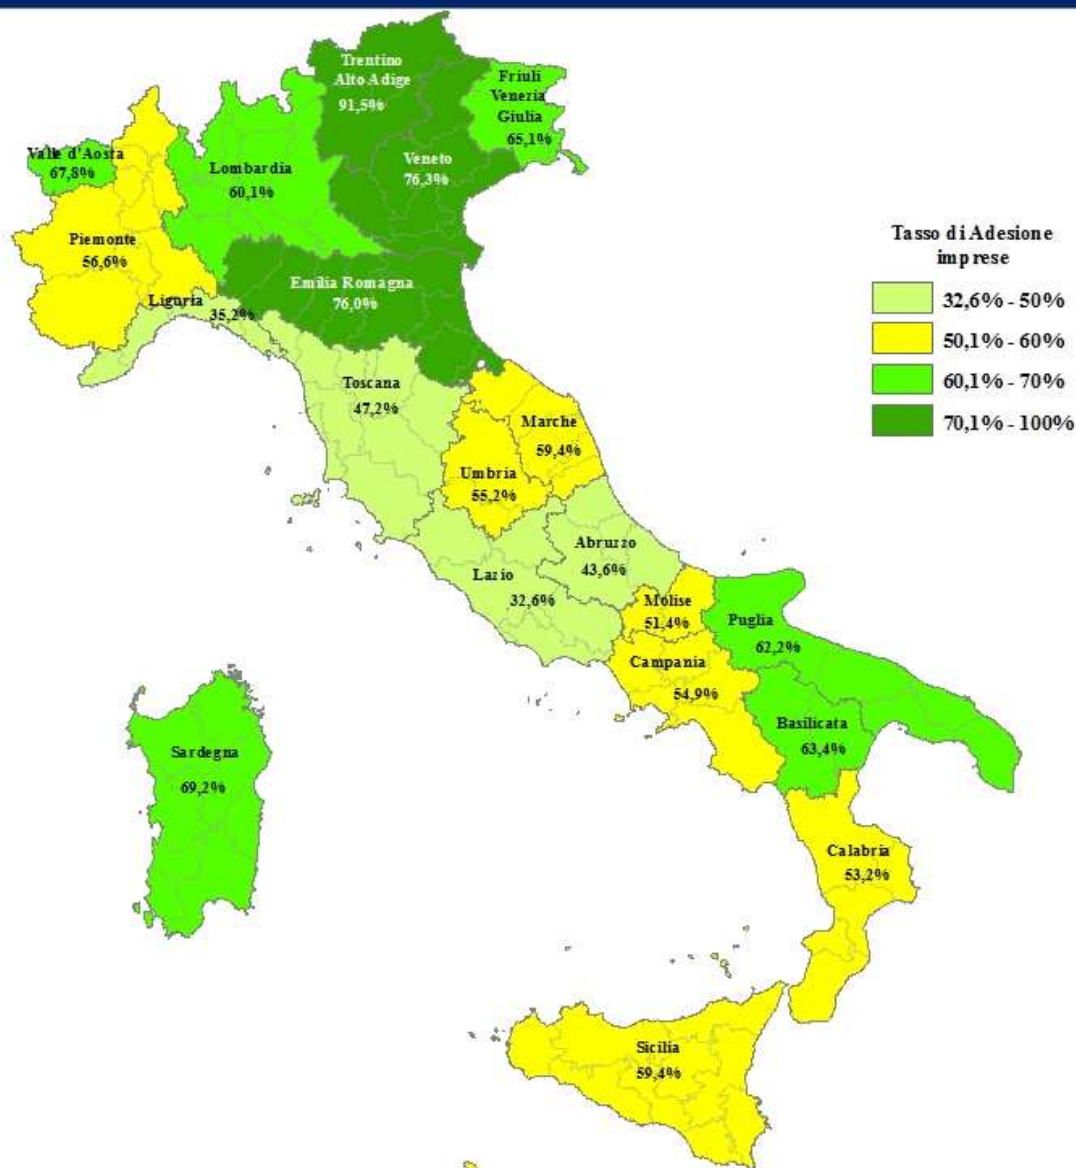 Trentino
Alto Adige
91,5%
Friuli
Venezia
Giulia
65,1%
Valle d'Aosta
67,8%
Lombardia
60,1%
Veneto
76,3%
Piemonte
56,6%
Emilia Romagna
76,0%
Liguria
35,2%
Toscana
47,2%
Marche
59,4%
Umbria
55,2%
Abruzzo
43,6%
Lazio
32,6%
Molise
51,4%
Puglia
62,2%
Campania
54,9%
Basilicata
63,4%
Sardegna
69,2%
Calabria
53,2%
Sicilia
59,4%
Tasso di Adesione
imprese
32,6% - 50%
50,1% - 60%
60,1% - 70%
70,1% - 100%